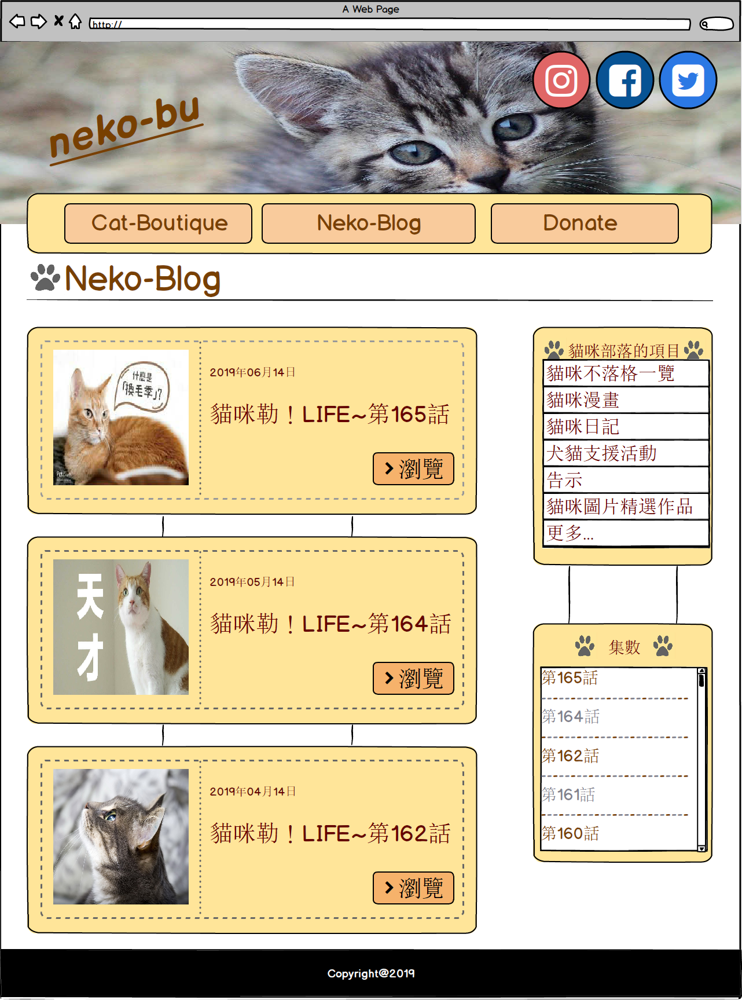 A Web Page
http://
neko-bu
Cat-Boutique
Neko-Blog
Donate
Neko-Blog
什麼是
「換毛季」?
2019年06月14日
貓咪勒！LIFE~第165話
瀏覽
天才
2019年05月14日
貓咪勒！LIFE~第164話
瀏覽
2019年04月14日
貓咪勒！LIFE~第162話
瀏覽
貓咪部落的項目
貓咪不落格一覽
貓咪漫畫
貓咪日記
犬貓支援活動
告示
貓咪圖片精選作品
更多...
集數
第165話
第164話
第162話
第161話
第160話
Copyright@2019